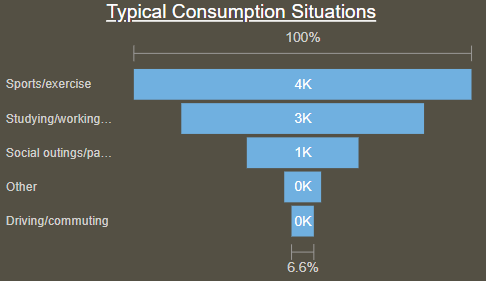 Typical Consumption Situations
100%
Sports/exercise 4K
Studying/working... 3K
Social outings/pa... 1K
Other 0K
Driving/commuting 0K
6.6%